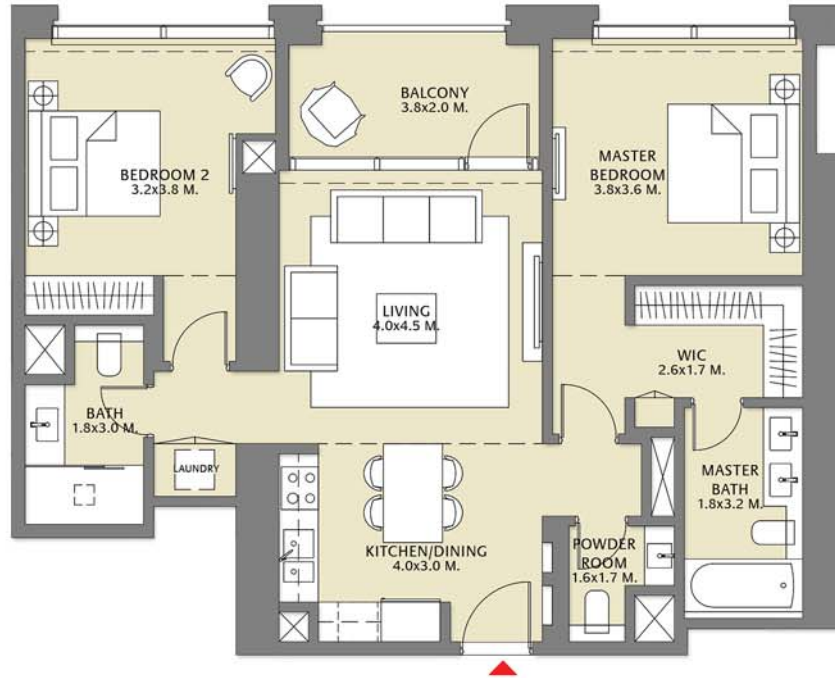 BALCONY
3.8x2.0 M.
BEDROOM 2
3.2x3.8 M.
MASTER
BEDROOM
3.8x3.6 M.
LIVING
4.0x4.5 M.
WIC
2.6x1.7 M.
BATH
1.8x3.0 M.
LAUNDRY
MASTER
BATH
1.8x3.2 M.
KITCHEN/DINING
4.0x3.0 M.
POWDER
ROOM
1.6x1.7 M.